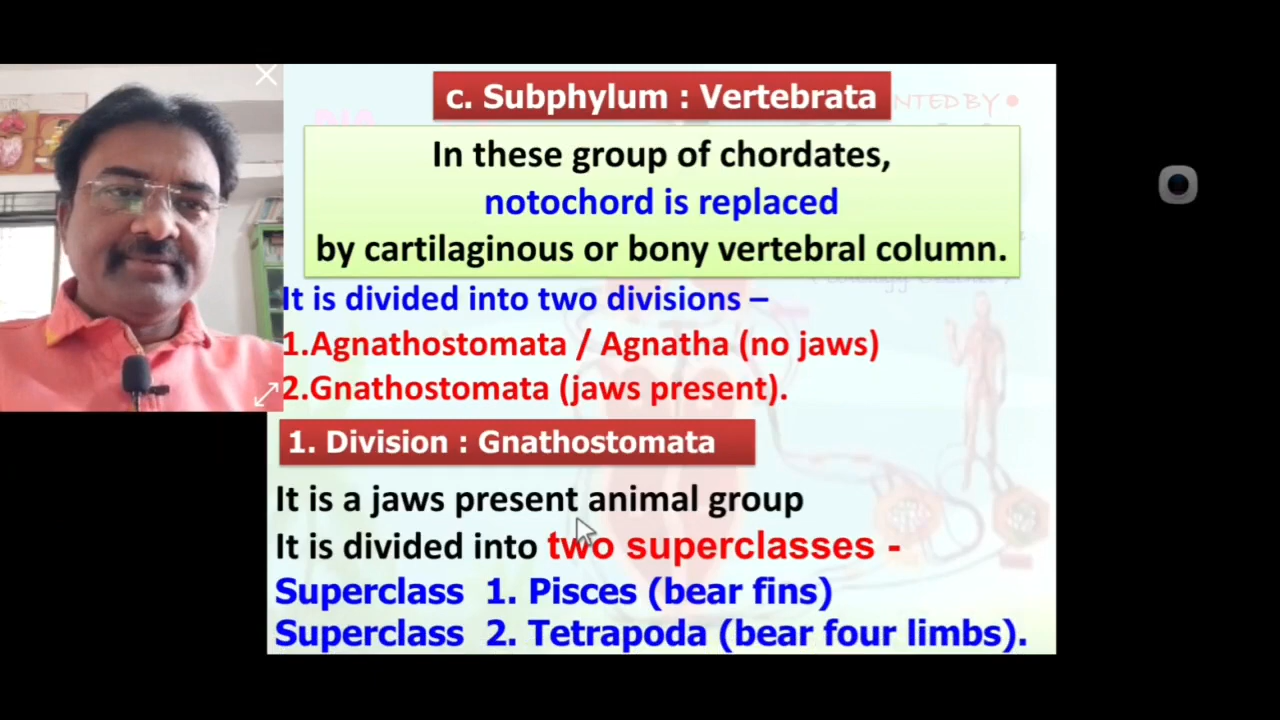 c. Subphylum : Vertebrata
NTED BY
In these group of chordates,
notochord is replaced
by cartilaginous or bony vertebral column.
It is divided into two divisions –
1.Agnathostomata / Agnatha (no jaws)
2.Gnathostomata (jaws present).
1. Division : Gnathostomata
It is a jaws present animal group
It is divided into two superclasses -
Superclass 1. Pisces (bear fins)
Superclass 2. Tetrapoda (bear four limbs).